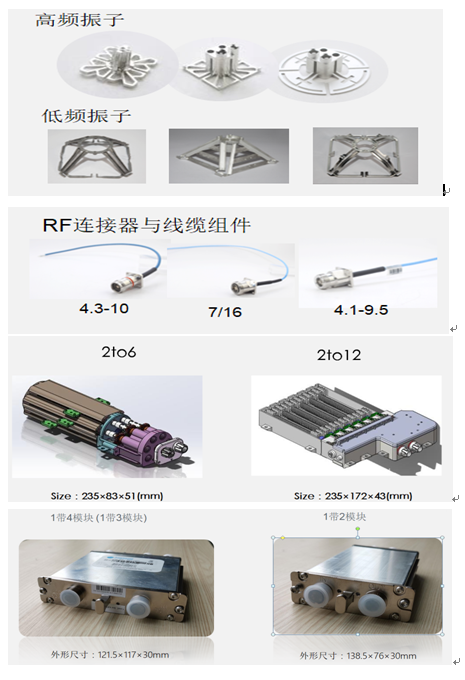 高频振子
低频振子
RF连接器与线缆组件
4.3-10
7/16
4.1-9.5
2to6
2to12
Size：235×83×51(mm)
Size：235×172×43(mm)
1带4模块 (1带3模块)
1带2模块
外形尺寸：121.5×117×30mm
外形尺寸：138.5×76×30mm